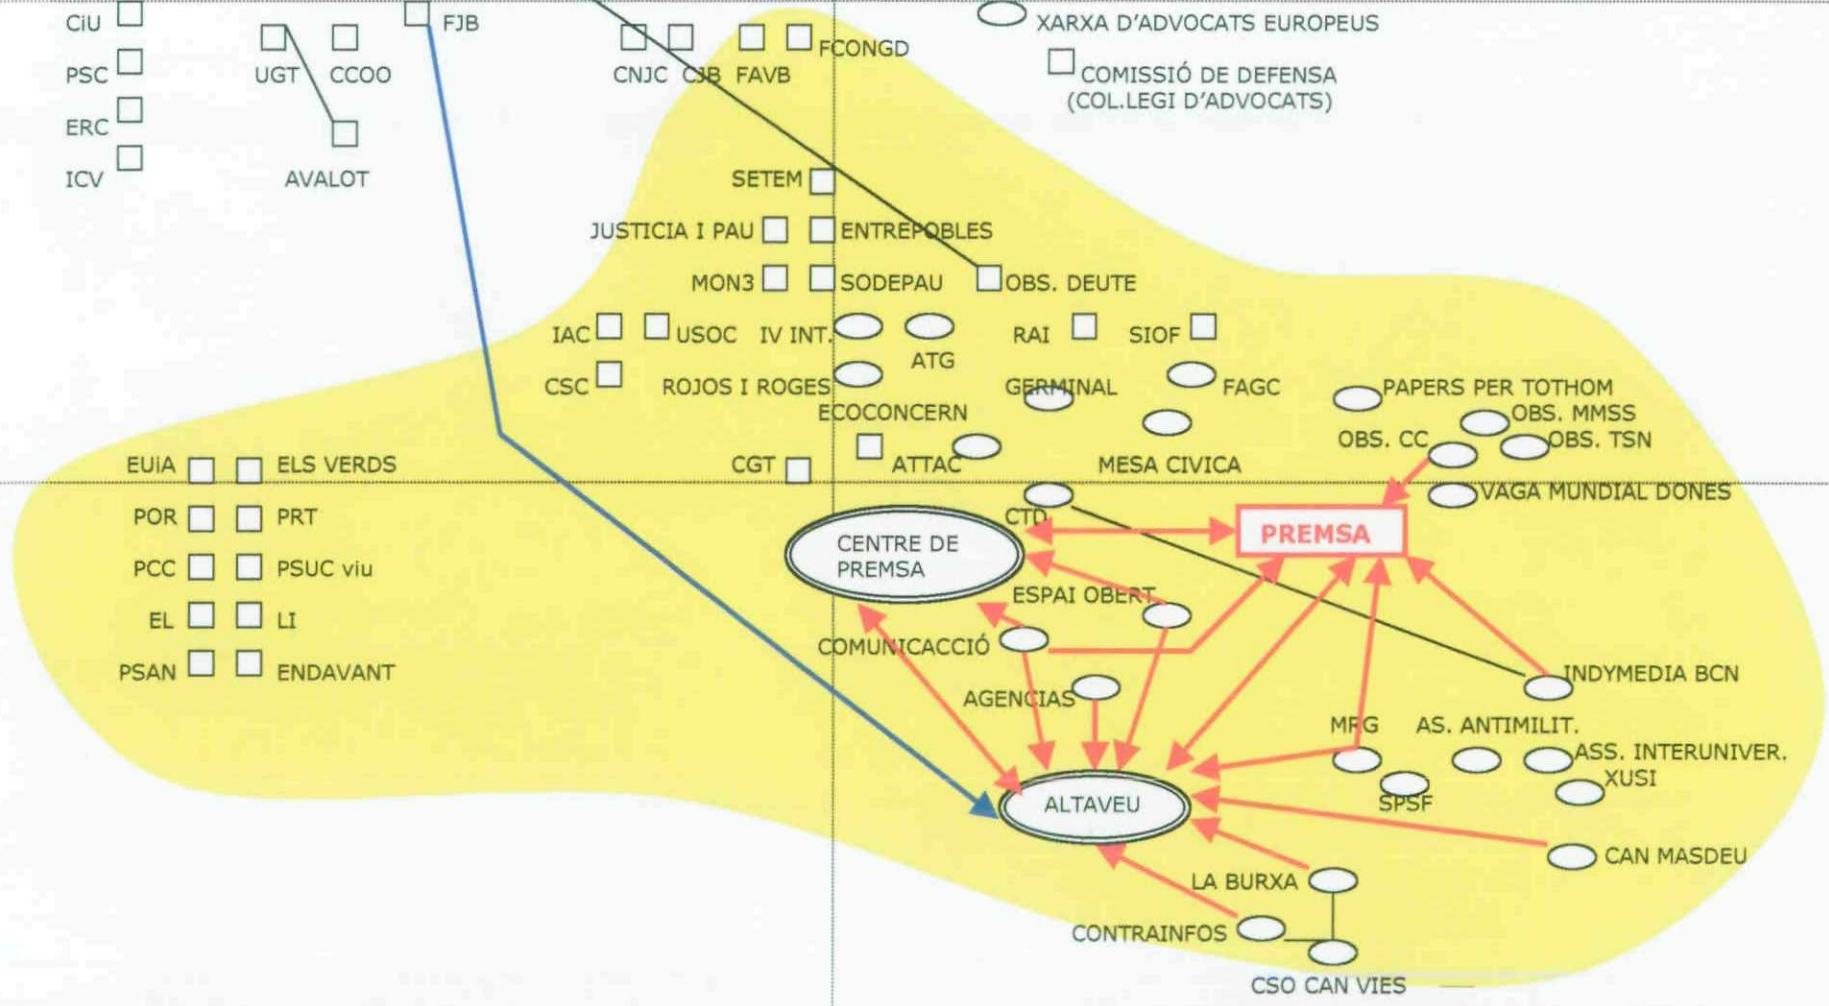 CiU
FJB
XARXA D'ADVOCATS EUROPEUS
FCONGD
PSC
UGT
CCOO
CNJC
CJB
FAVB
COMISSIÓ DE DEFENSA
(COL.LEGI D'ADVOCATS)
ERC
ICV
AVALOT
SETEM
JUSTICIA I PAU
ENTREPOBLES
MON3
SODEPAU
OBS. DEUTE
IAC
USOC
IV INT.
RAI
SIOF
ATG
CSC
ROJOS I ROGES
GERMINAL
FAGC
PAPERS PER TOTHOM
ECOCONCERN
OBS. MMSS
OBS. CC
OBS. TSN
EUiA
ELS VERDS
CGT
ATTAC
MESA CIVICA
VAGA MUNDIAL DONES
POR
PRT
CTD
PREMSA
CENTRE DE
PREMSA
PCC
PSUC viu
ESPAI OBERT
EL
LI
COMUNICACCIÓ
PSAN
ENDAVANT
INDYMEDIA BCN
AGENCIAS
MRG
AS. ANTIMILIT.
ASS. INTERUNIVER.
XUSI
SPSF
ALTAVEU
CAN MASDEU
LA BURXA
CONTRAINFOS
CSO CAN VIES